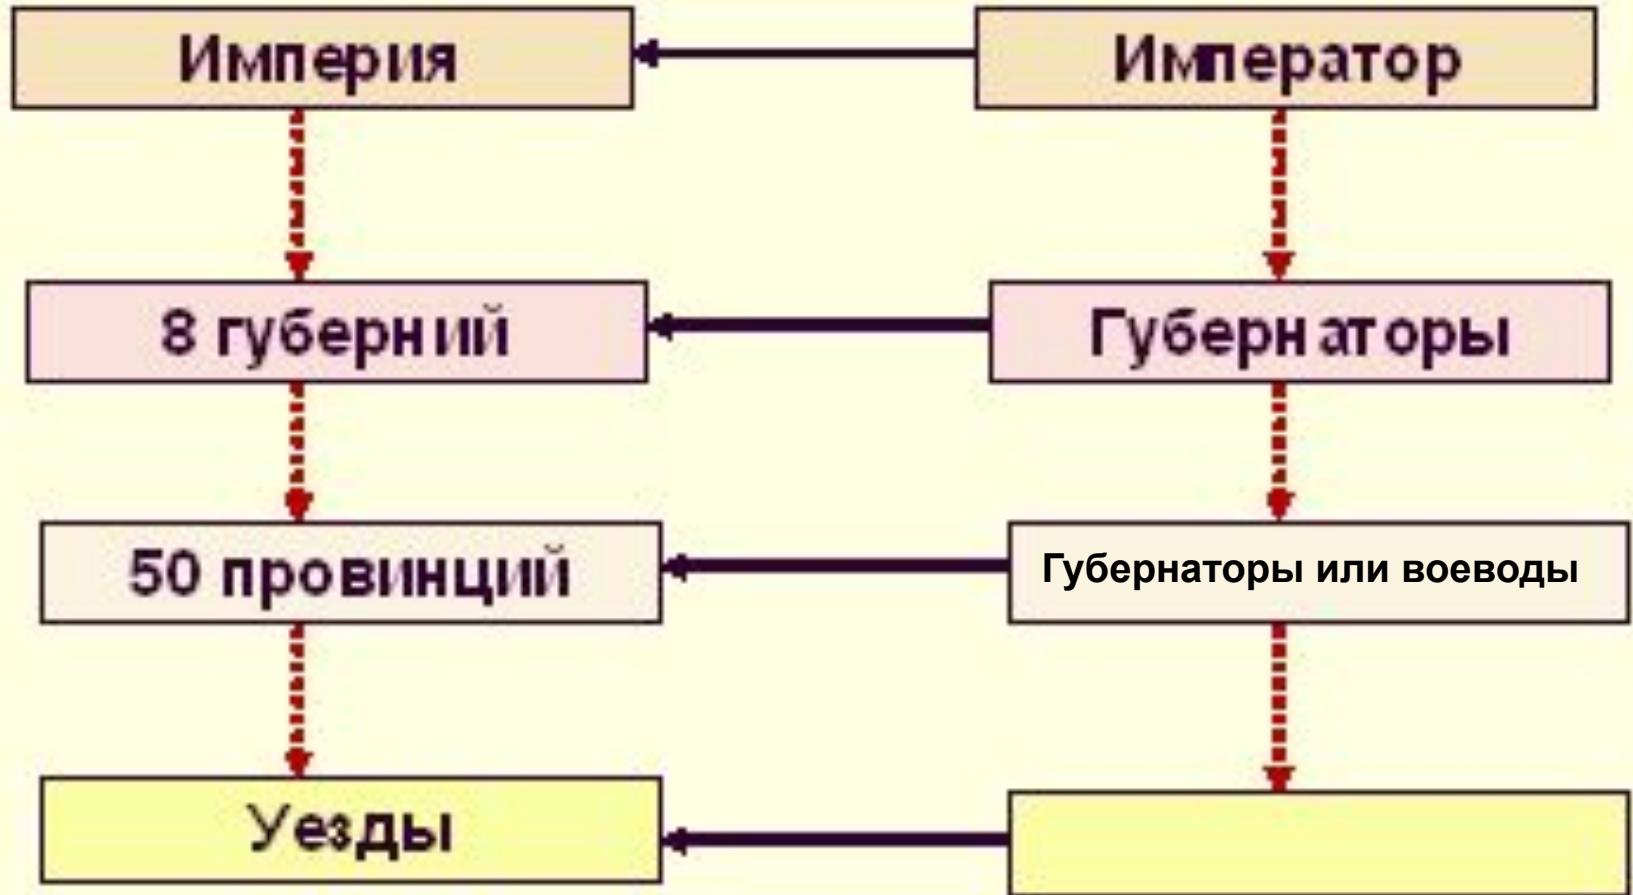 Империя
Император
8 губерний
Губернаторы
50 провинций
Губернаторы или воеводы
Уезды